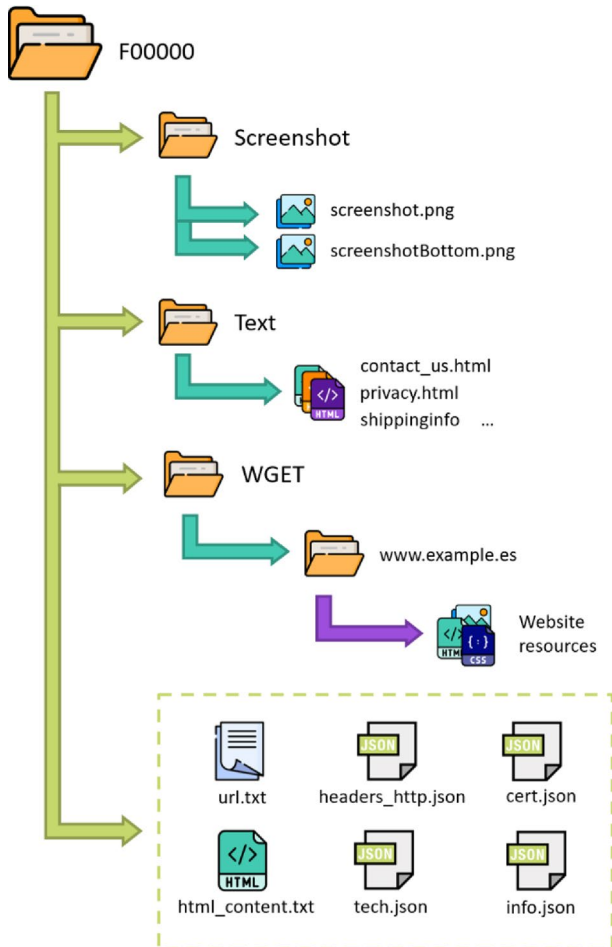 F00000
Screenshot
screenshot.png
screenshotBottom.png
Text
contact_us.html
privacy.html
shippinginfo ...
</>
HTML
WGET
www.example.es
Website
resources
</>
HTM
{:}
CSS
JSON
JSON
url.txt
headers_http.json
cert.json
</>
HTML
JSON
JSON
html_content.txt
tech.json
info.json